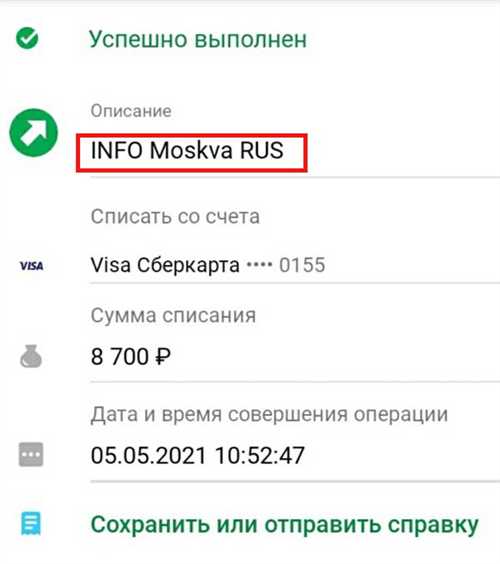 Успешно выполнен
Описание
INFO Moskva RUS
Списать со счета
VISA
Visa Сберкарта •••• 0155
Сумма списания
8 700 ₽
Дата и время совершения операции
05.05.2021 10:52:47
Сохранить или отправить справку